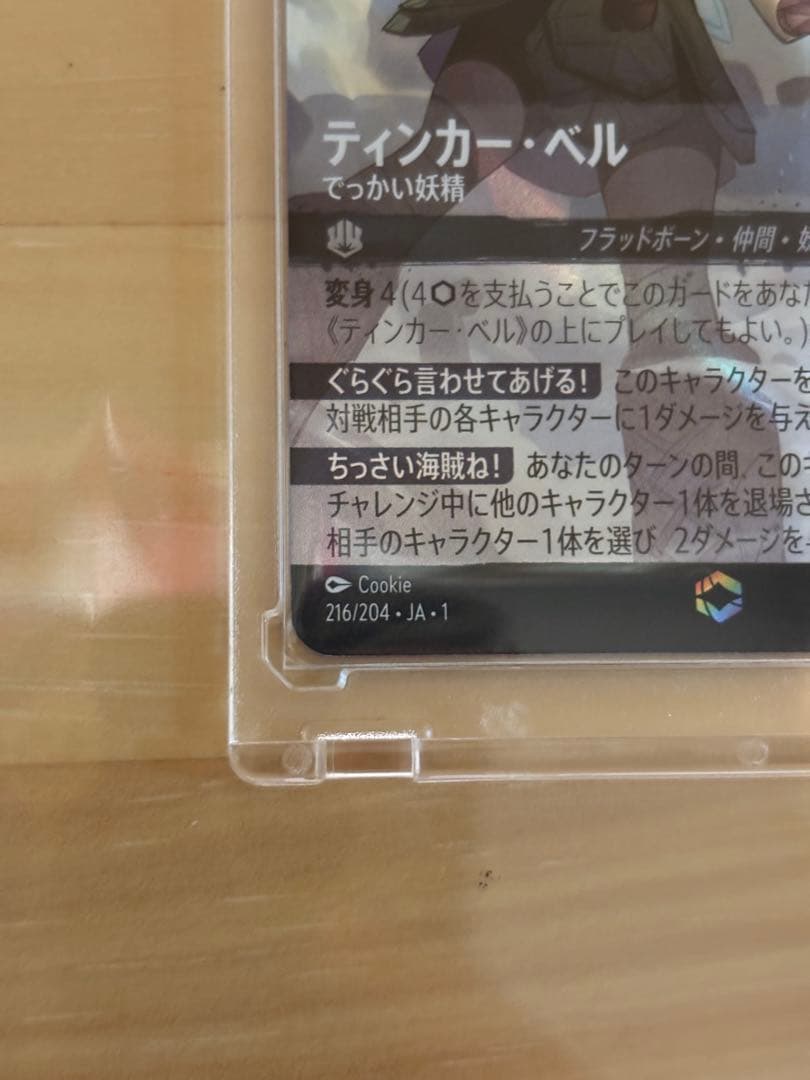 ティンカー・ベル
でっかい妖精
フラッドボーン・仲間・妖
変身 4(4⬡を支払うことでこのカードをあなた
《ティンカー・ベル》の上にプレイしてもよい。)
ぐらぐら言わせてあげる! このキャラクターを
対戦相手の各キャラクターに1ダメージを与え
ちっさい海賊ね! あなたのターンの間、このキ
チャレンジ中に他のキャラクター1体を退場さ
相手のキャラクター1体を選び、2ダメージを与
Cookie
216/204・JA・1